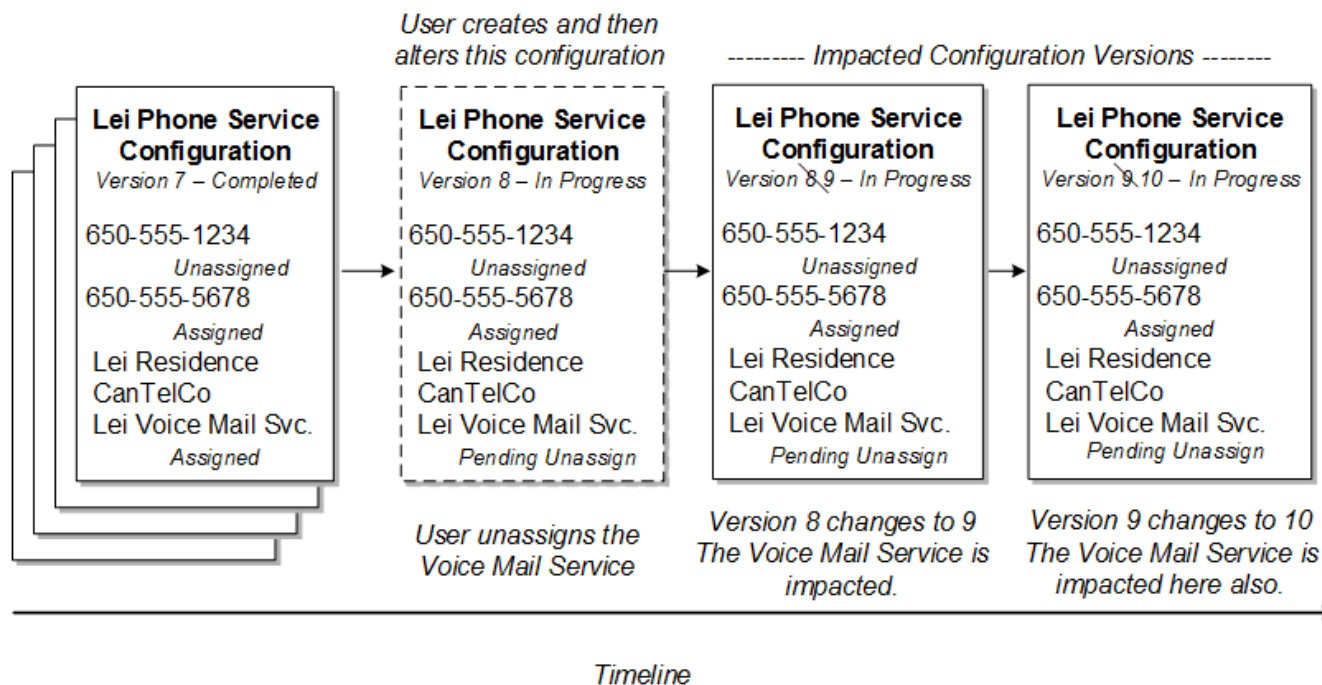 User creates and then
alters this configuration
--------- Impacted Configuration Versions --------
Lei Phone Service
Configuration
Version 7 – Completed
650-555-1234
Unassigned
650-555-5678
Assigned
Lei Residence
CanTelCo
Lei Voice Mail Svc.
Assigned
Lei Phone Service
Configuration
Version 8 – In Progress
650-555-1234
Unassigned
650-555-5678
Assigned
Lei Residence
CanTelCo
Lei Voice Mail Svc.
Pending Unassign
User unassigns the
Voice Mail Service
Lei Phone Service
Configuration
Version 8 9 – In Progress
650-555-1234
Unassigned
650-555-5678
Assigned
Lei Residence
CanTelCo
Lei Voice Mail Svc.
Pending Unassign
Version 8 changes to 9
The Voice Mail Service is
impacted.
Lei Phone Service
Configuration
Version 9 10 – In Progress
650-555-1234
Unassigned
650-555-5678
Assigned
Lei Residence
CanTelCo
Lei Voice Mail Svc.
Pending Unassign
Version 9 changes to 10
The Voice Mail Service is
impacted here also.
Timeline